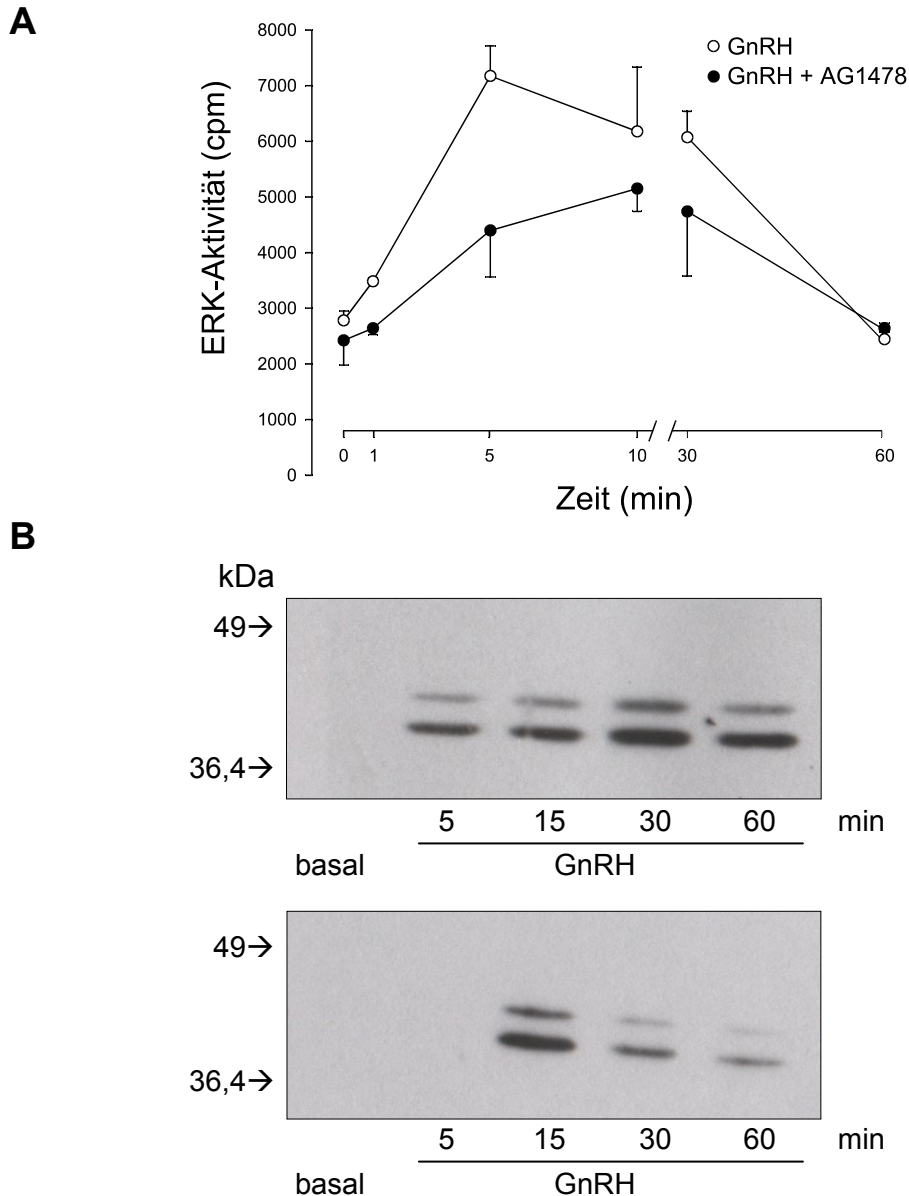 A
8000
7000
6000
5000
4000
3000
2000
1000
0
ERK-Aktivität (cpm)
GnRH
GnRH + AG1478
0 1 5 10 30 60
Zeit (min)
B
kDa
49→
36,4→
5 15 30 60 min
basal GnRH
49→
36,4→
5 15 30 60 min
basal GnRH